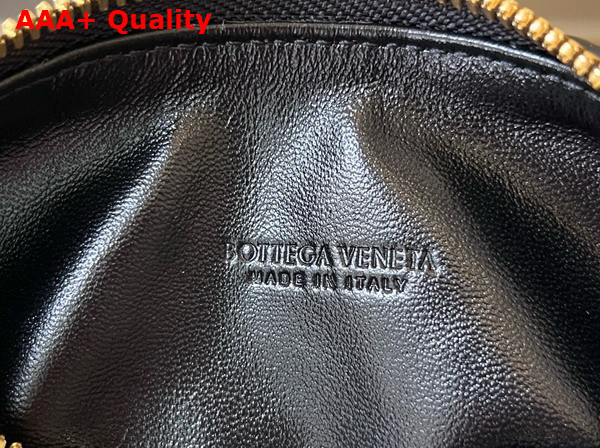 AAA+ Quality
BOTTEGA VENETA
MADE IN ITALY